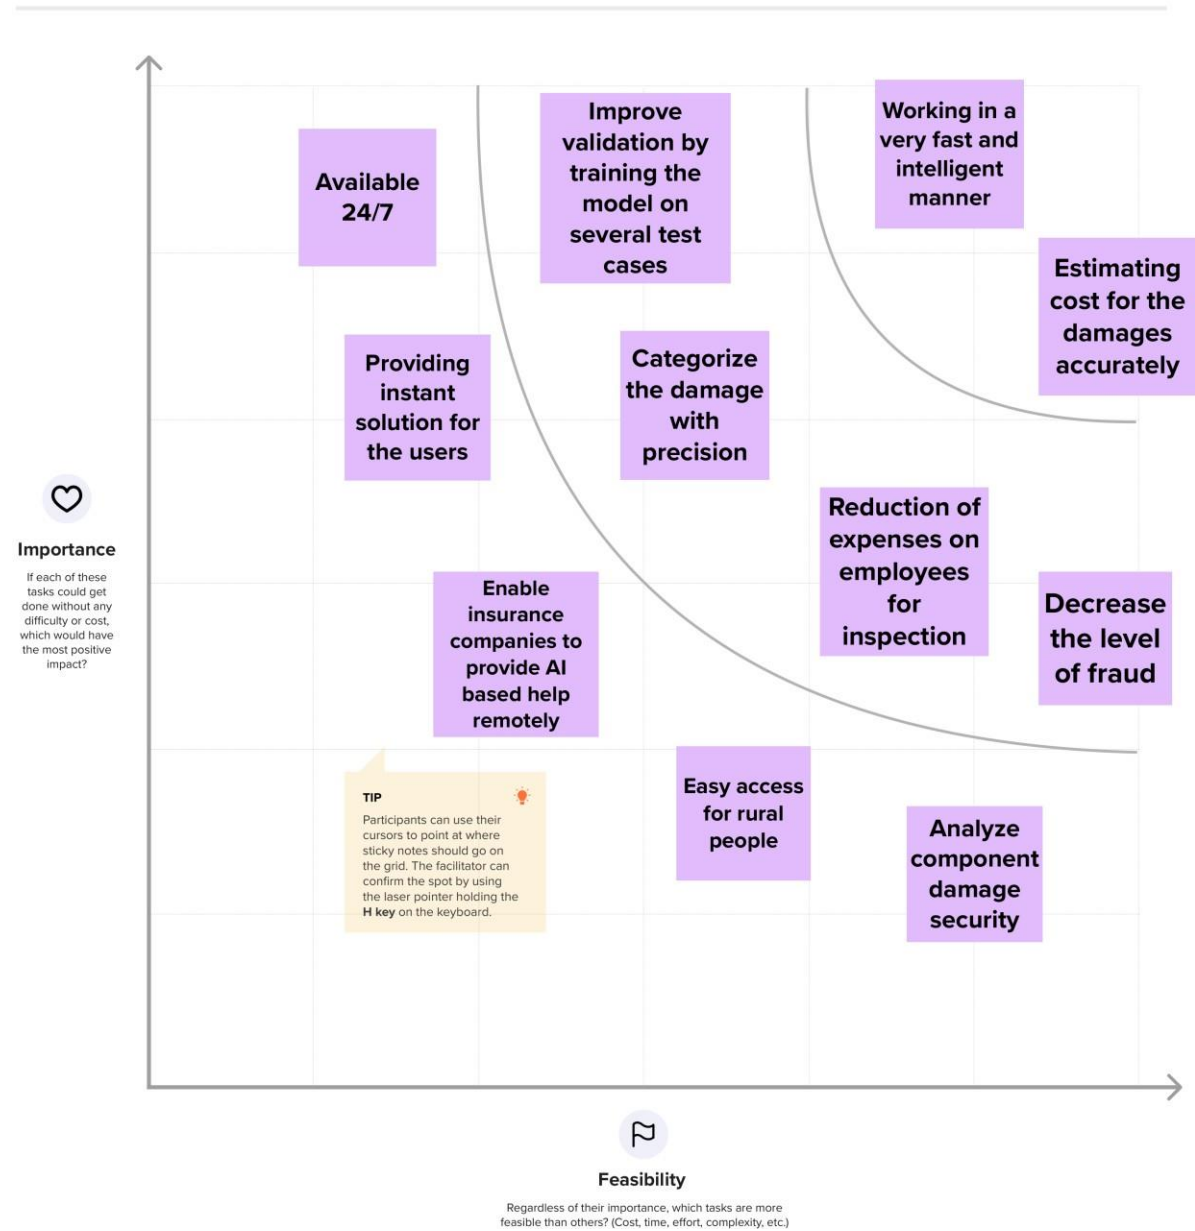 Available
24/7
Improve
validation by
training the
model on
several test
cases
Working in a
very fast and
intelligent
manner
Estimating
cost for the
damages
accurately
Providing
instant
solution for
the users
Categorize
the damage
with
precision
Importance
If each of these
tasks could get
done without any
difficulty or cost,
which would have
the most positive
impact?
Reduction of
expenses on
employees
for
inspection
Enable
insurance
companies to
provide AI
based help
remotely
Decrease
the level
of fraud
TIP
Participants can use their
cursors to point at where
sticky notes should go on
the grid. The facilitator can
confirm the spot by using
the laser pointer holding the
H key on the keyboard.
Easy access
for rural
people
Analyze
component
damage
security
Feasibility
Regardless of their importance, which tasks are more
feasible than others? (Cost, time, effort, complexity, etc.)